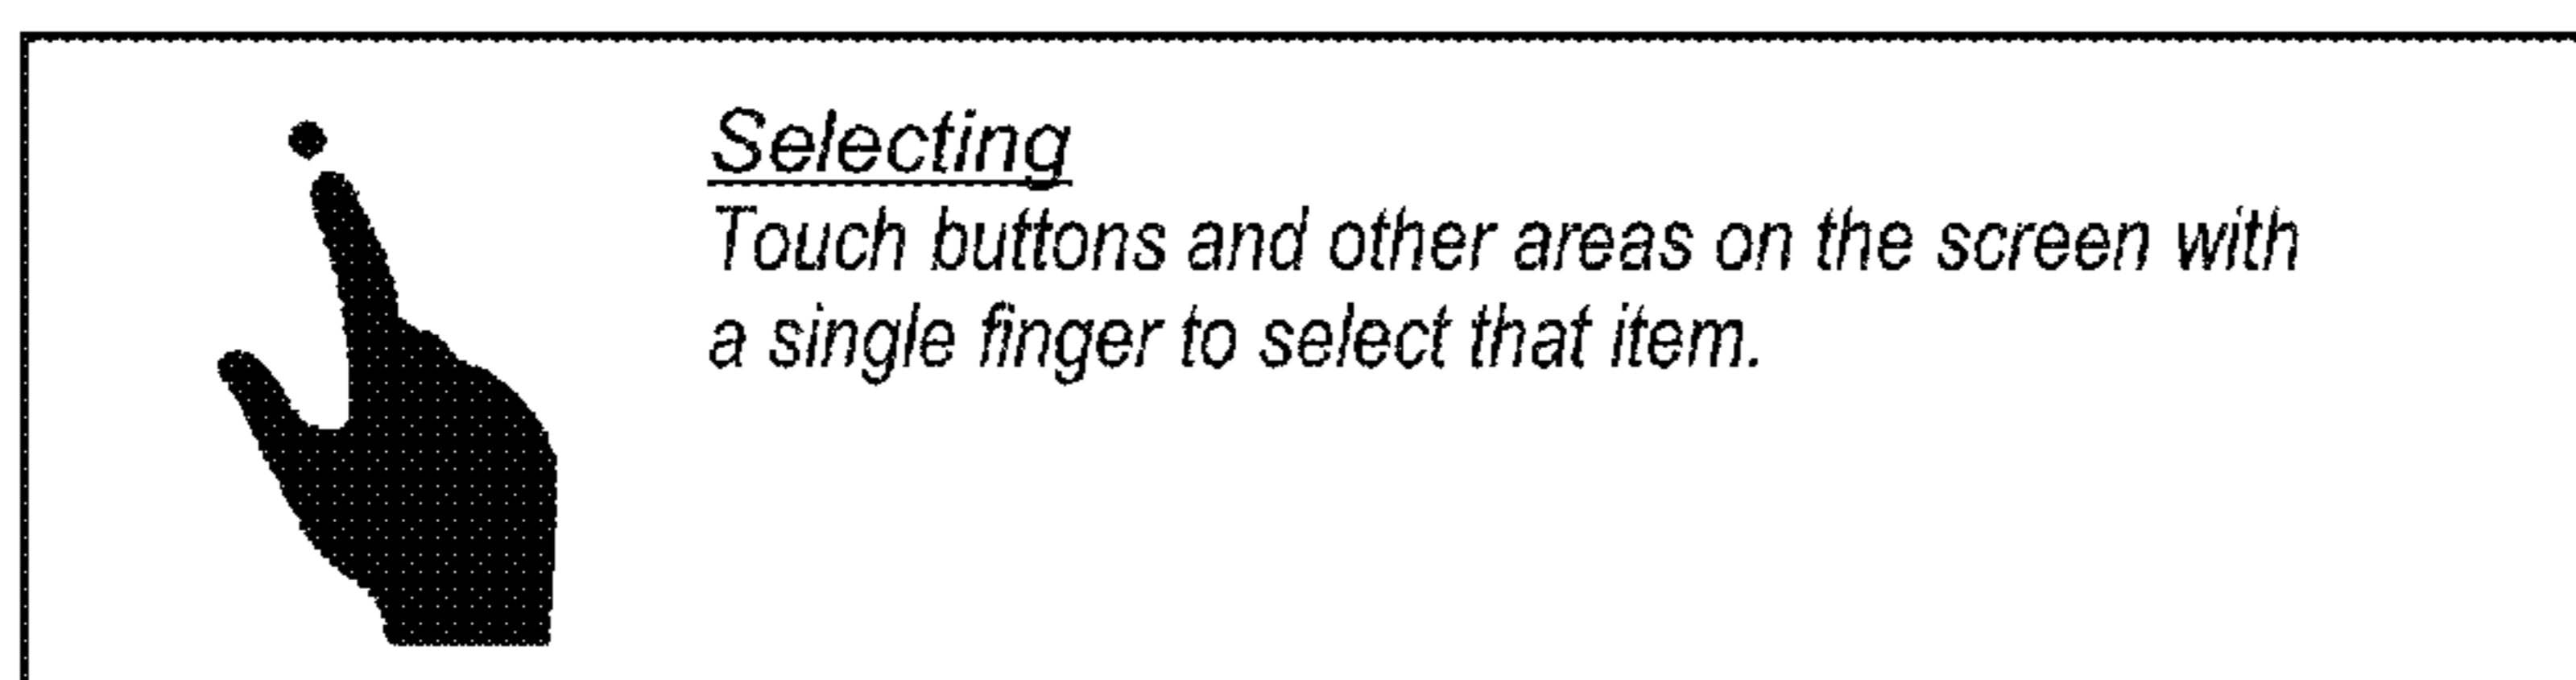 Selecting
Touch buttons and other areas on the screen with
a single finger to select that item.